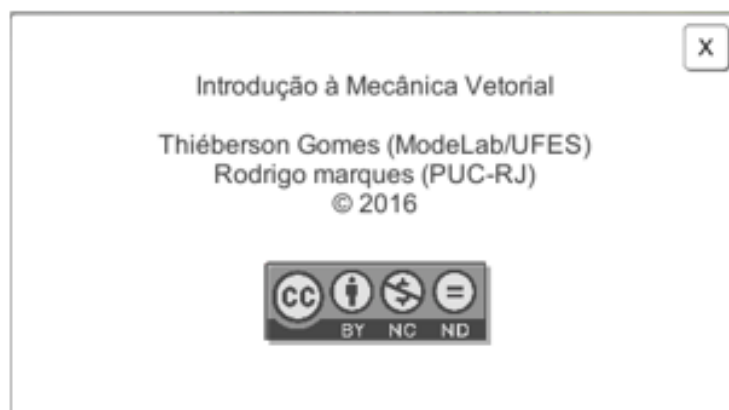 X
Introdução à Mecânica Vetorial
Thiéberson Gomes (ModeLab/UFES)
Rodrigo marques (PUC-RJ)
© 2016
CC
BY NC ND